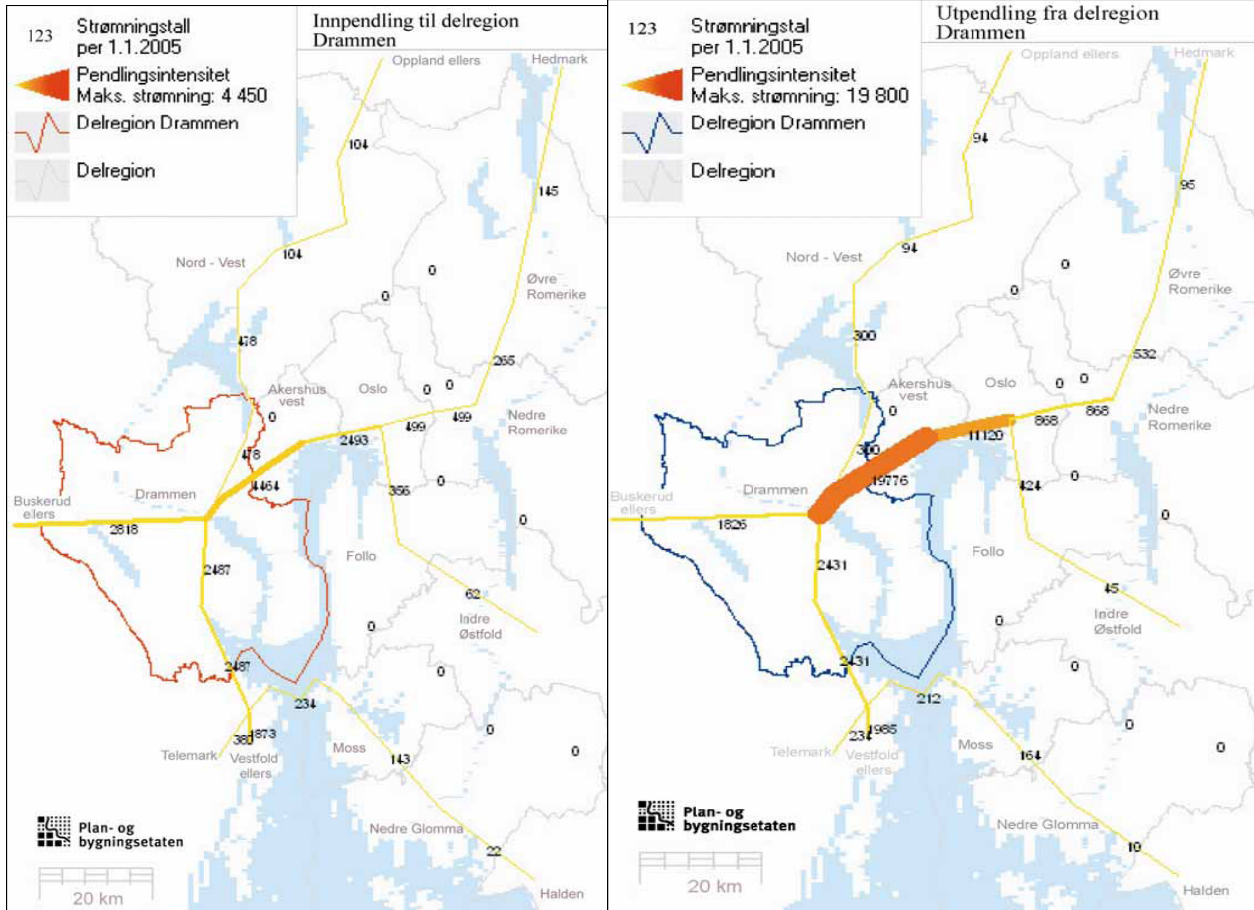 Innpendling til delregion
Drammen
123
Strømningstall
per 1.1.2005
Pendlingsintensitet
Maks. strømning: 4 450
Delregion Drammen
Delregion
Oppland ellers
Hedmark
104
145
104
Nord - Vest
0
0
Øvre
Romerike
478
265
Akershus
vest
Oslo
0
0
0
499
499
Nedre
Romerike
2493
478
4464
356
0
Buskerud
ellers
Drammen
2818
0
2487
Follo
62
Indre
Østfold
0
2487
0
234
380
1873
Telemark
Vestfold
ellers
Moss
0
0
143
Plan- og
bygningsetaten
Nedre Glomma
22
20 km
Halden
Utpendling fra delregion
Drammen
123
Strømningstal
per 1.1.2005
Pendlingsintensitet
Maks. strømning: 19 800
Delregion Drammen
Delregion
Oppland ellers
Hedmark
94
95
94
Nord - Vest
0
0
Øvre
Romerike
300
532
Akershus
vest
Oslo
0
0
0
868
868
Nedre
Romerike
11120
300
19776
424
0
Buskerud
ellers
Drammen
1826
0
2431
Follo
45
Indre
Østfold
0
2431
0
212
234
1985
Telemark
Vestfold
ellers
Moss
0
0
164
Plan- og
bygningsetaten
Nedre Glomma
10
20 km
Halden